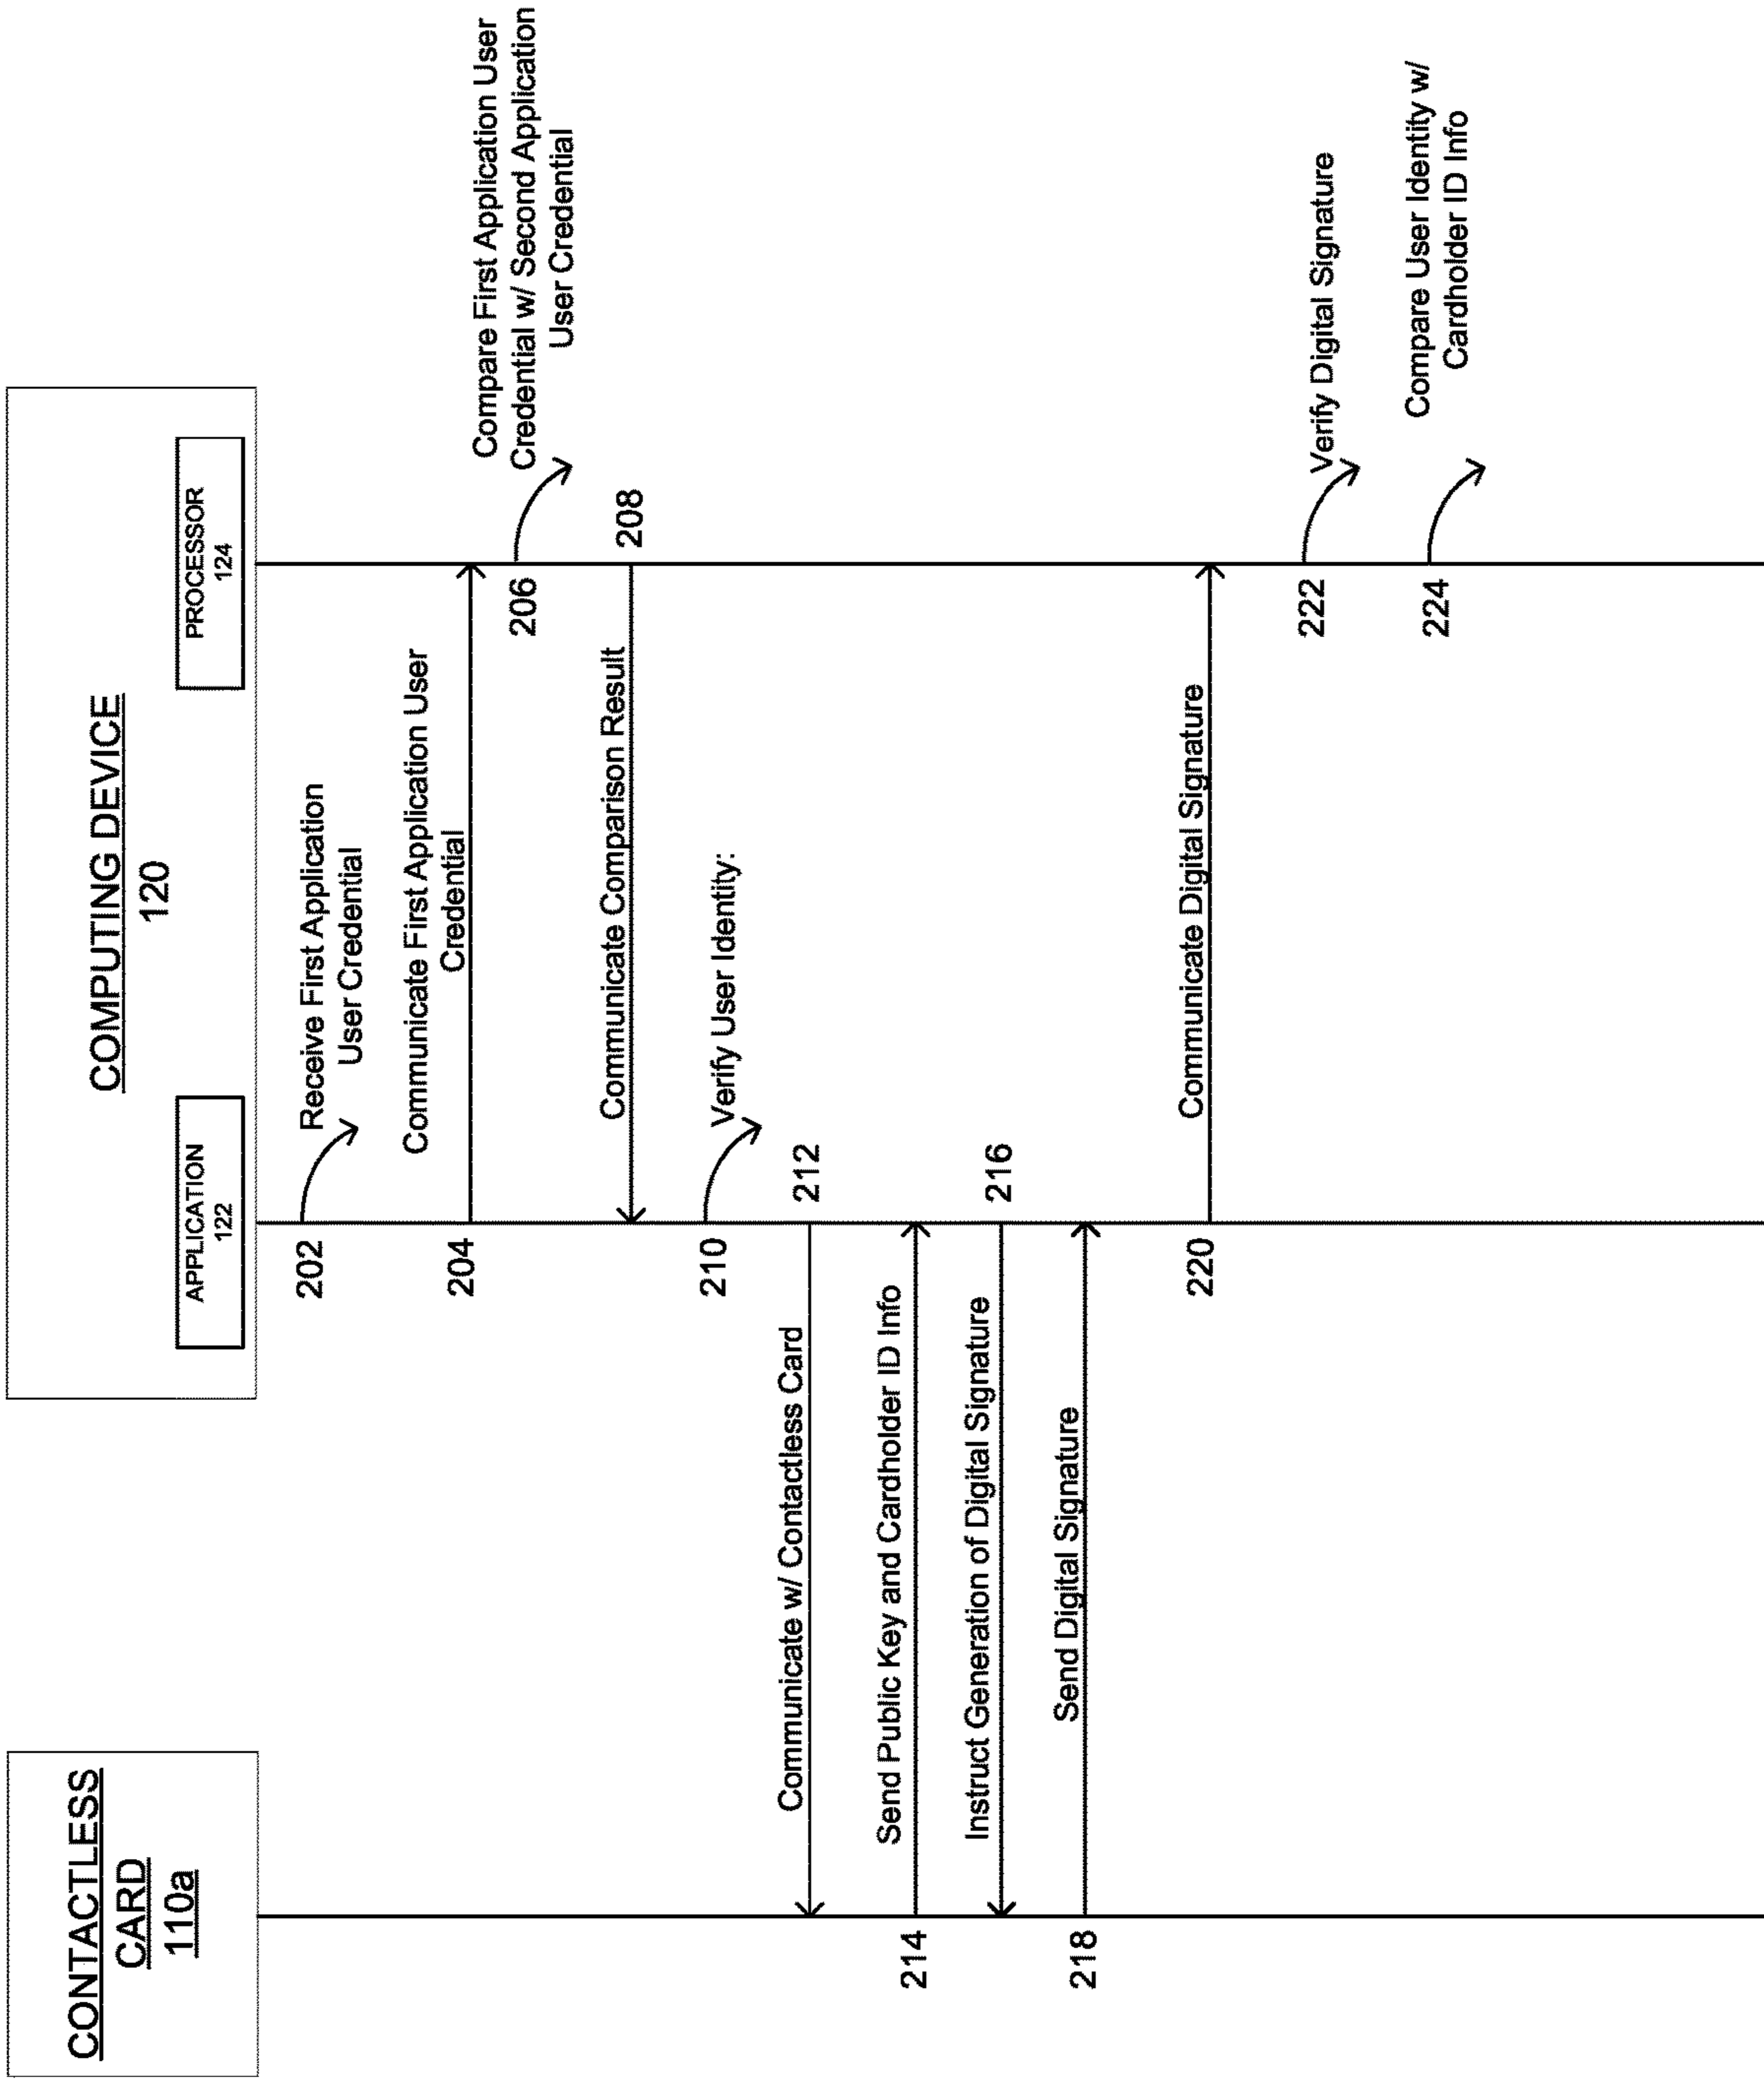 CONTACTLESS
CARD
110a
COMPUTING DEVICE
120
APPLICATION
122
PROCESSOR
124
202
Receive First Application
User Credential
Communicate First Application User
Credential
204
206
Compare First Application User
Credential w/ Second Application
User Credential
Communicate Comparison Result
208
210
Verify User Identity:
Communicate w/ Contactless Card
212
214
Send Public Key and Cardholder ID Info
Instruct Generation of Digital Signature
216
218
Send Digital Signature
220
Communicate Digital Signature
222
Verify Digital Signature
224
Compare User Identity w/
Cardholder ID Info